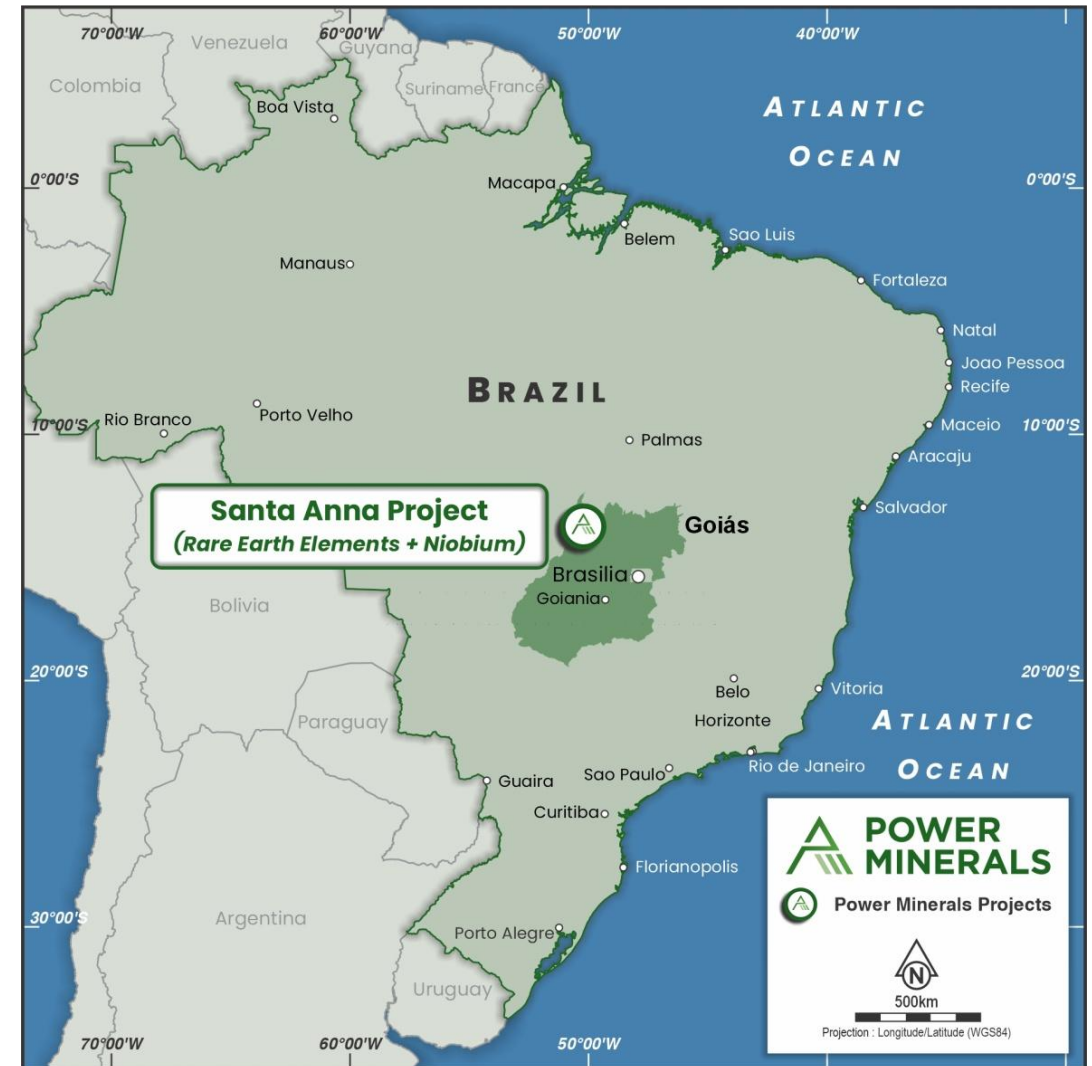 70°00'W 60°00'W 50°00'W 40°00'W
Venezuela
Guyana
Colombia
Suriname
France
Boa Vista
ATLANTIC
OCEAN
0°00'S 0°00'S
Macapa
Belem
Sao Luis
Manaus
Fortaleza
Natal
Joao Pessoa
BRAZIL
Recife
Rio Branco
Porto Velho
10°00'S 10°00'S
Maceio
Palmas
Aracaju
Santa Anna Project
(Rare Earth Elements + Niobium)
Salvador
Goiás
Brasilia
Goiania
Bolivia
20°00'S 20°00'S
Belo
Horizonte
Vitoria
Paraguay
ATLANTIC
OCEAN
Rio de Janeiro
Sao Paulo
Guaira
Curitiba
Florianopolis
Argentina
30°00'S
Porto Alegre
Uruguay
POWER
MINERALS
Power Minerals Projects
N
500km
Projection : Longitude/Latitude (WGS84)
70°00'W 60°00'W 50°00'W